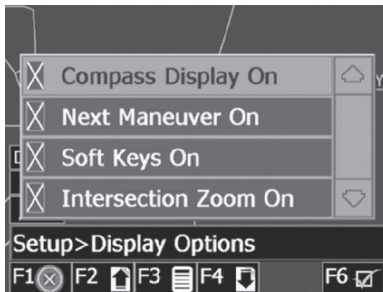 Compass Display On
Next Maneuver On
Soft Keys On
Intersection Zoom On
Setup>Display Options
F1 F2 F3 F4 F6